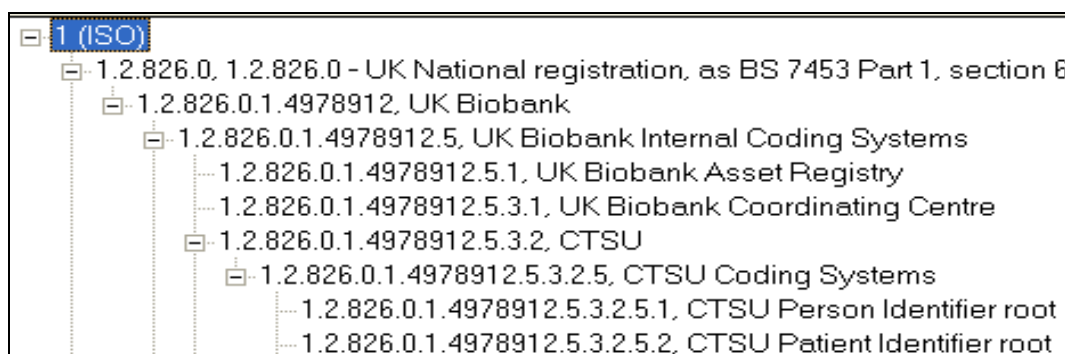 1 (ISO)
1.2.826.0, 1.2.826.0 - UK National registration, as BS 7453 Part 1, section 6
1.2.826.0.1.4978912, UK Biobank
1.2.826.0.1.4978912.5, UK Biobank Internal Coding Systems
1.2.826.0.1.4978912.5.1, UK Biobank Asset Registry
1.2.826.0.1.4978912.5.3.1, UK Biobank Coordinating Centre
1.2.826.0.1.4978912.5.3.2, CTSU
1.2.826.0.1.4978912.5.3.2.5, CTSU Coding Systems
1.2.826.0.1.4978912.5.3.2.5.1, CTSU Person Identifier root
1.2.826.0.1.4978912.5.3.2.5.2, CTSU Patient Identifier root